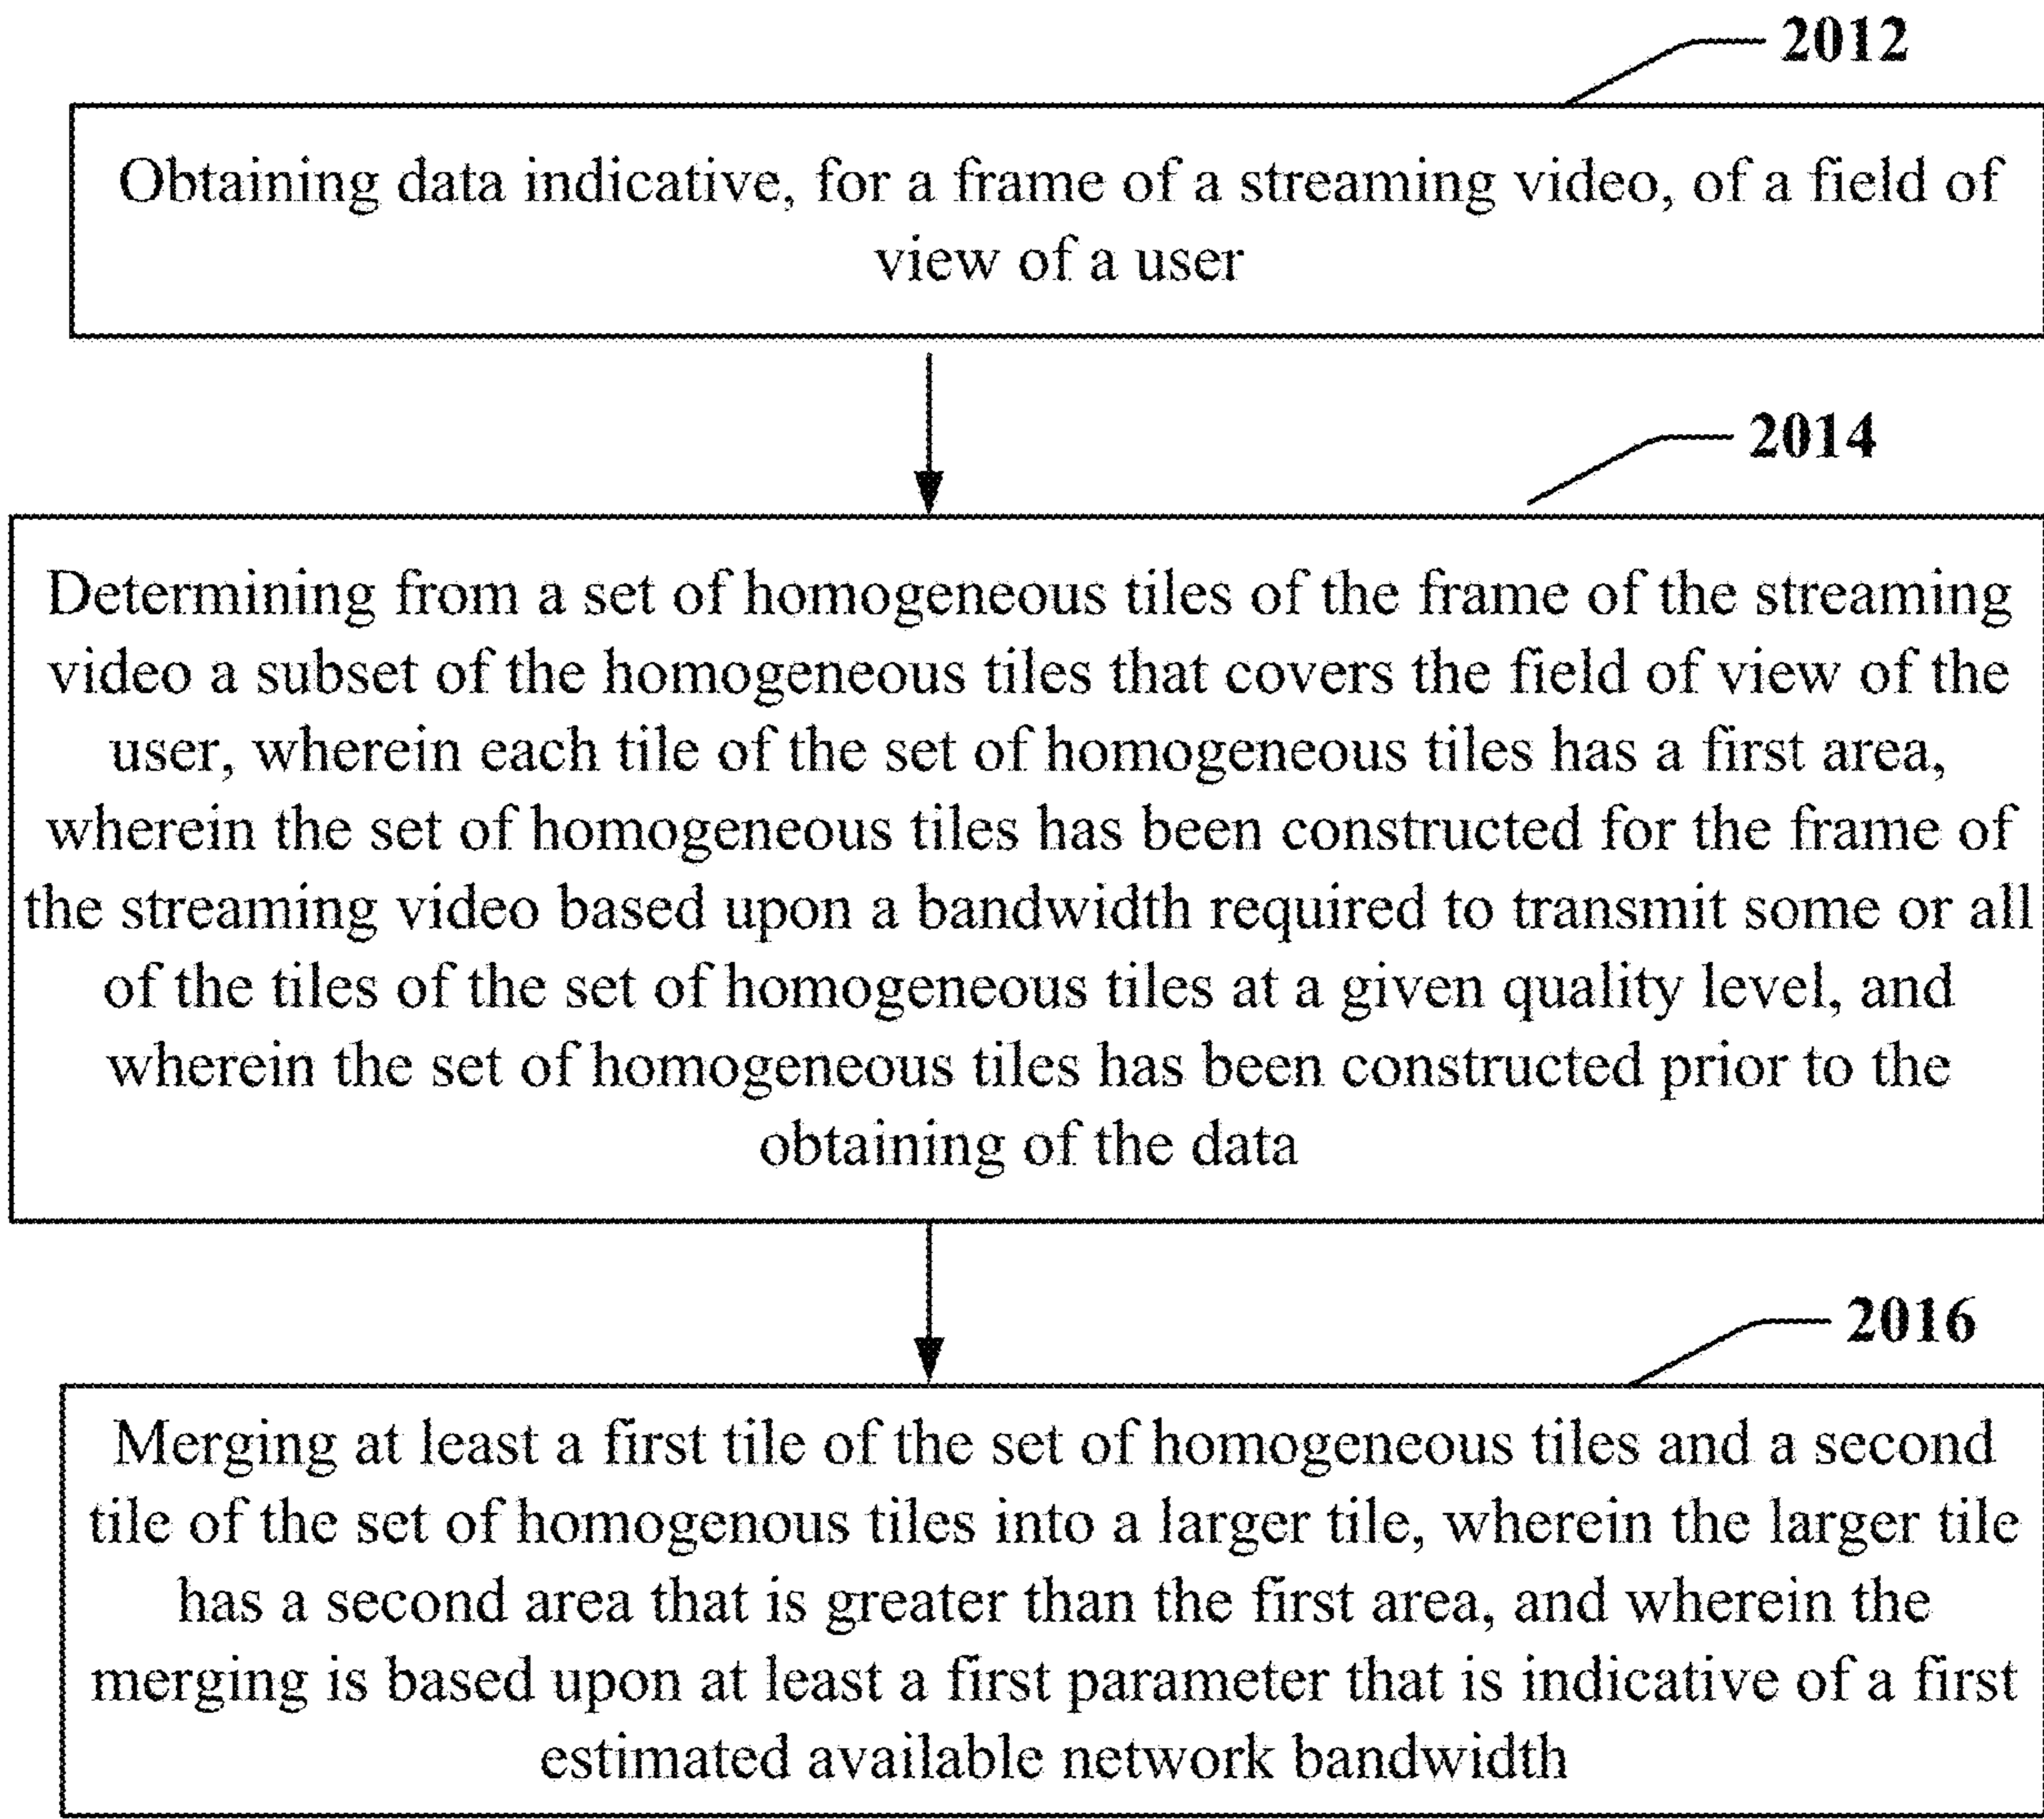 2012
Obtaining data indicative, for a frame of a streaming video, of a field of
view of a user
2014
Determining from a set of homogeneous tiles of the frame of the streaming
video a subset of the homogeneous tiles that covers the field of view of the
user, wherein each tile of the set of homogeneous tiles has a first area,
wherein the set of homogeneous tiles has been constructed for the frame of
the streaming video based upon a bandwidth required to transmit some or all
of the tiles of the set of homogeneous tiles at a given quality level, and
wherein the set of homogeneous tiles has been constructed prior to the
obtaining of the data
2016
Merging at least a first tile of the set of homogeneous tiles and a second
tile of the set of homogenous tiles into a larger tile, wherein the larger tile
has a second area that is greater than the first area, and wherein the
merging is based upon at least a first parameter that is indicative of a first
estimated available network bandwidth